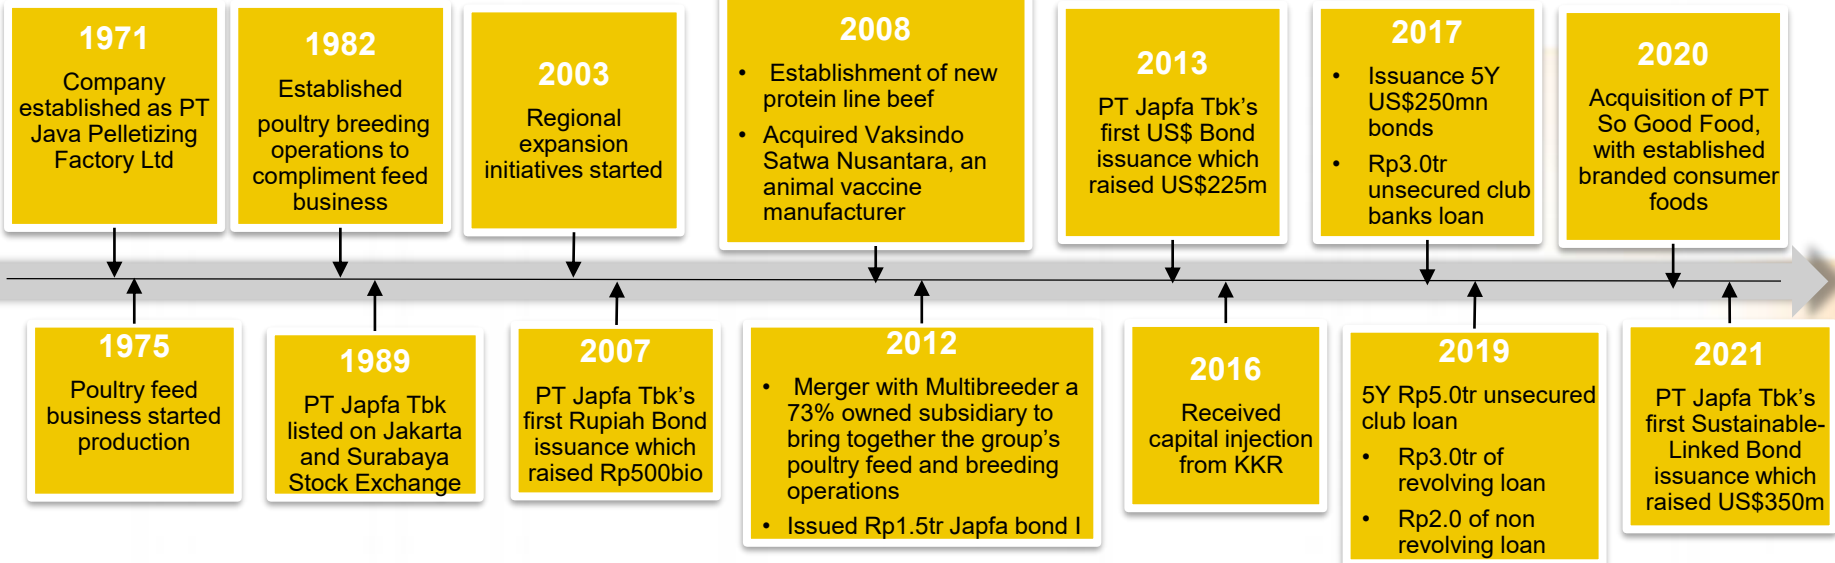 1971
Company
established as PT
Java Pelletizing
Factory Ltd
1982
Established
poultry breeding
operations to
compliment feed
business
2003
Regional
expansion
initiatives started
2008
• Establishment of new
protein line beef
• Acquired Vaksindo
Satwa Nusantara, an
animal vaccine
manufacturer
2013
PT Japfa Tbk’s
first US$ Bond
issuance which
raised US$225m
2017
• Issuance 5Y
US$250mn
bonds
• Rp3.0tr
unsecured club
banks loan
2020
Acquisition of PT
So Good Food,
with established
branded consumer
foods
1975
Poultry feed
business started
production
1989
PT Japfa Tbk
listed on Jakarta
and Surabaya
Stock Exchange
2007
PT Japfa Tbk’s
first Rupiah Bond
issuance which
raised Rp500bio
2012
• Merger with Multibreeder a
73% owned subsidiary to
bring together the group’s
poultry feed and breeding
operations
• Issued Rp1.5tr Japfa bond I
2016
Received
capital injection
from KKR
2019
5Y Rp5.0tr unsecured
club loan
• Rp3.0tr of
revolving loan
• Rp2.0 of non
revolving loan
2021
PT Japfa Tbk’s
first Sustainable-
Linked Bond
issuance which
raised US$350m